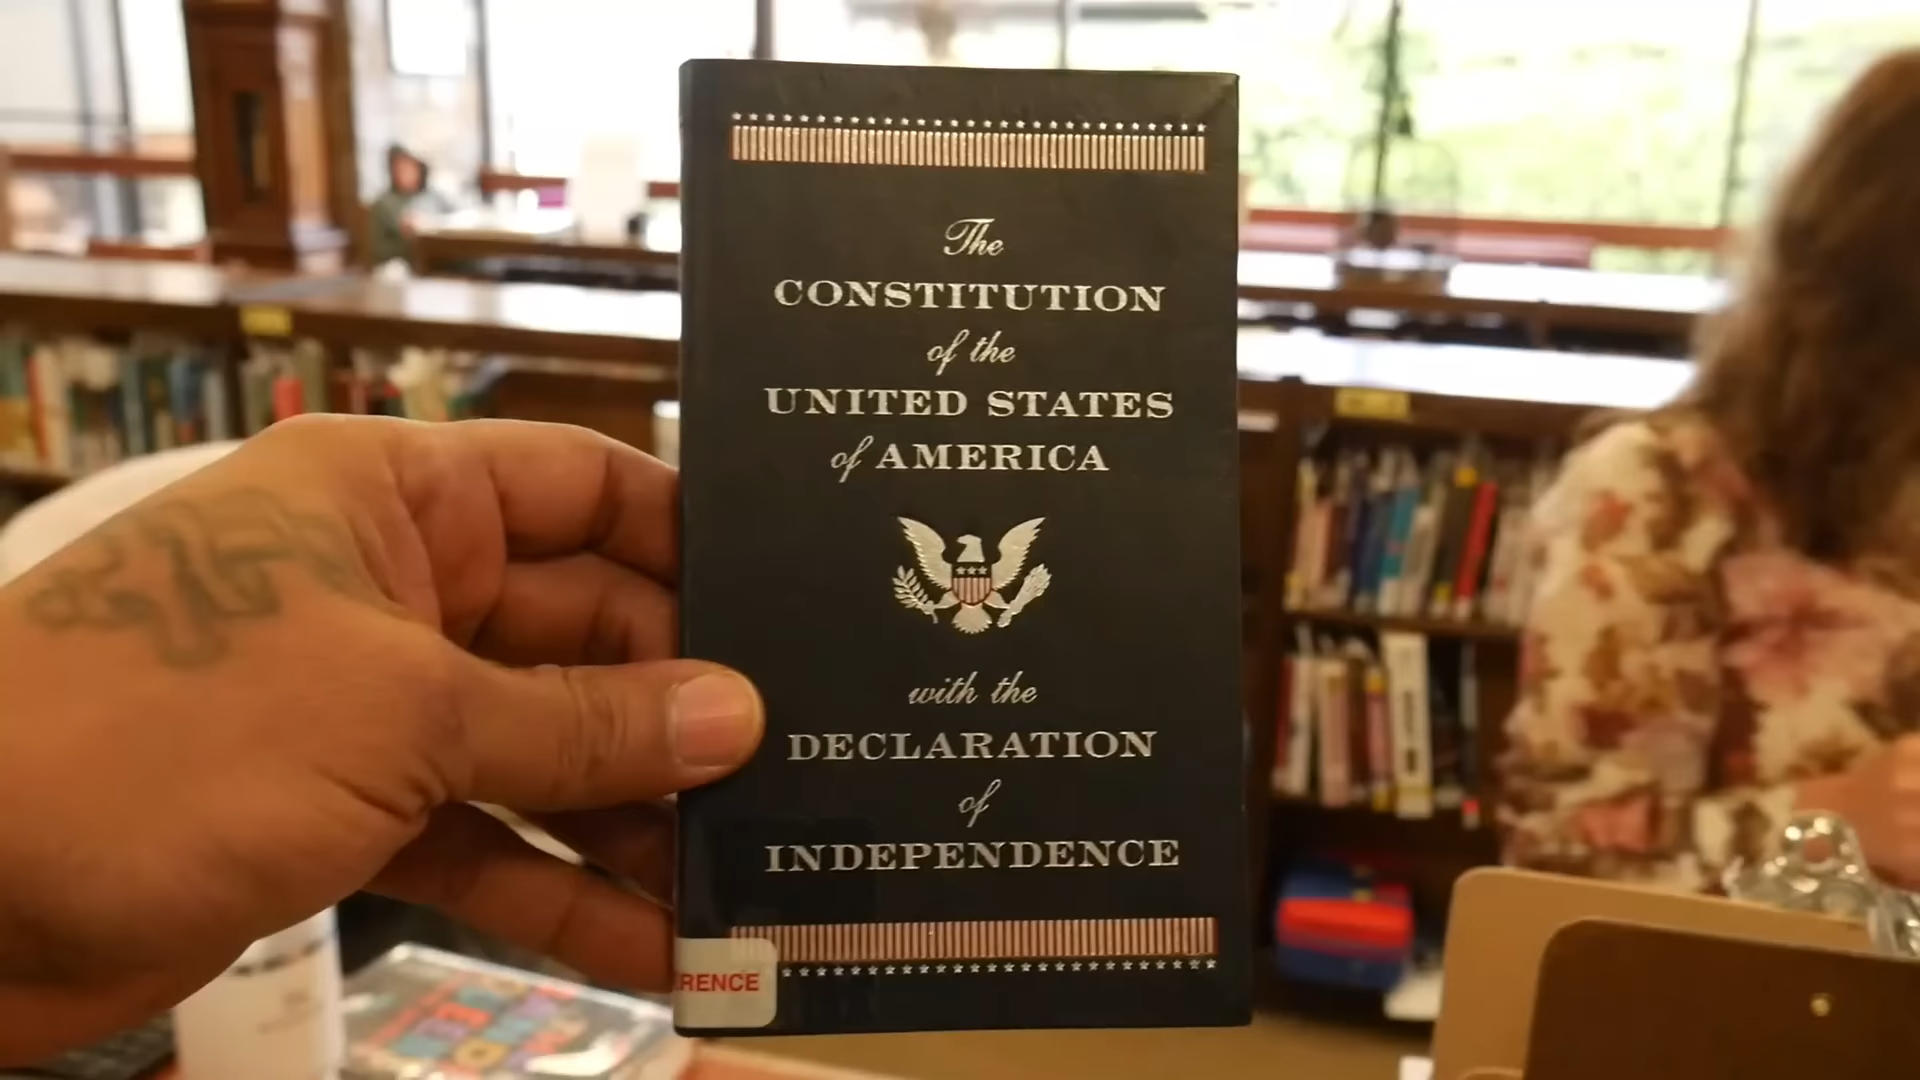 The
CONSTITUTION
of the
UNITED STATES
of AMERICA
with the
DECLARATION
of
INDEPENDENCE
RENCE